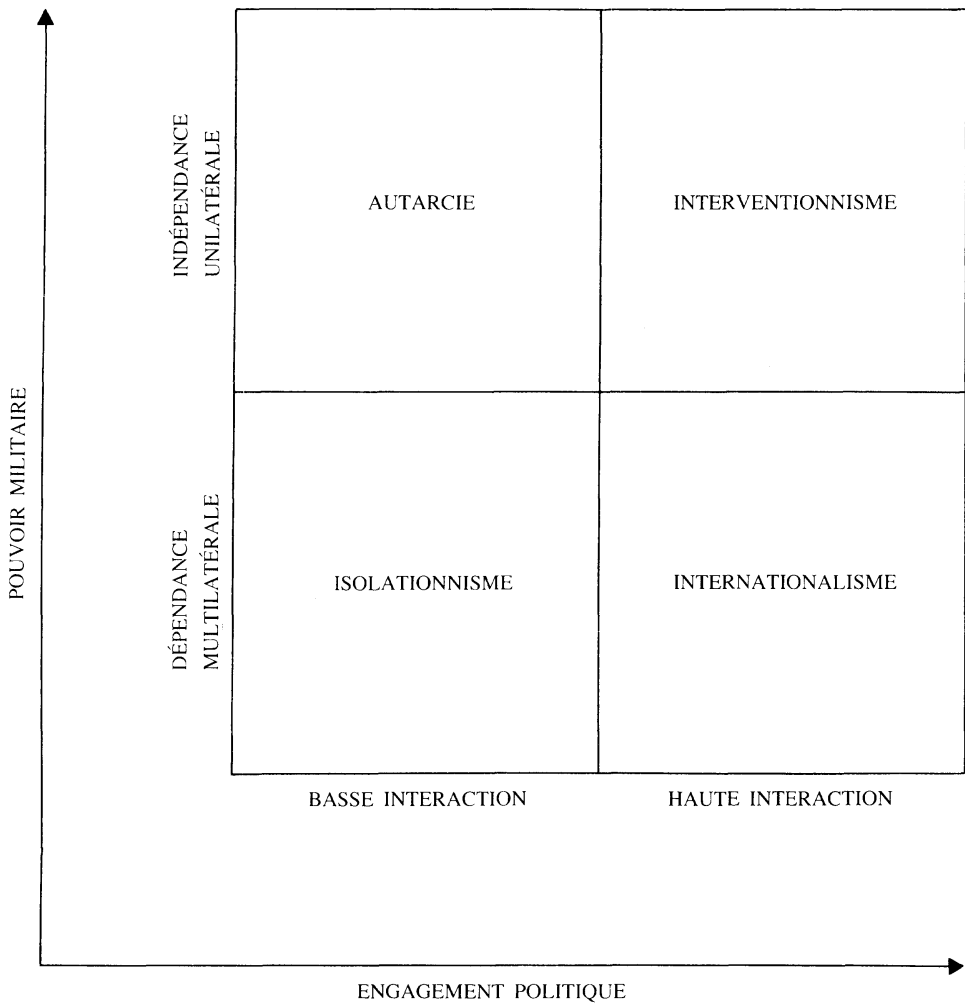 POUVOIR MILITAIRE
INDÉPENDANCE
UNILATÉRALE
AUTARCIE
INTERVENTIONNISME
DÉPENDANCE
MULTILATÉRALE
ISOLATIONNISME
INTERNATIONALISME
BASSE INTERACTION
HAUTE INTERACTION
ENGAGEMENT POLITIQUE